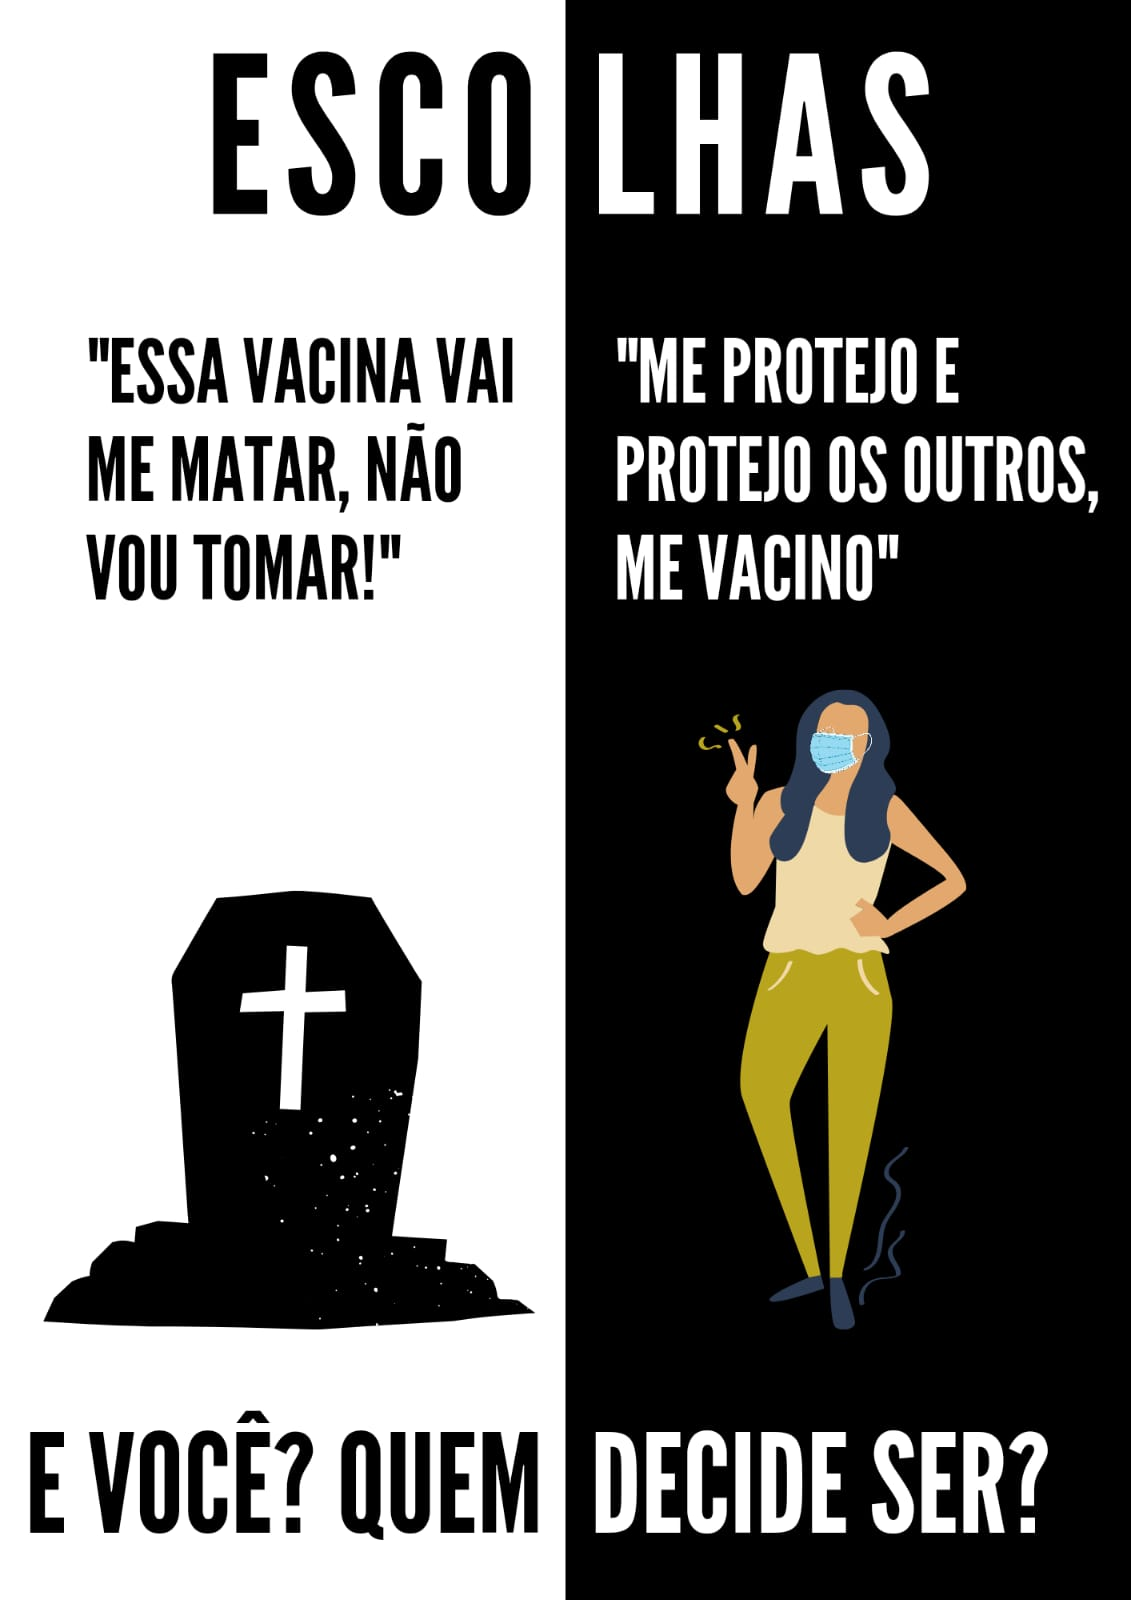 ESCOLHAS
"ESSA VACINA VAI
ME MATAR, NÃO
VOU TOMAR!"
"ME PROTEJO E
PROTEJO OS OUTROS,
ME VACINO"
E VOCÊ? QUEM DECIDE SER?